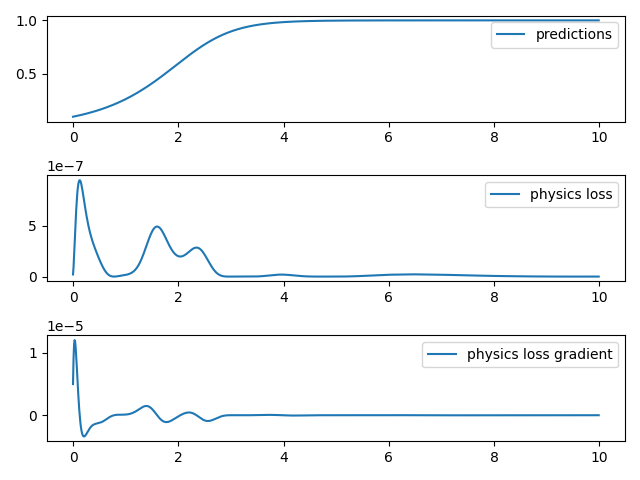 1.0
0.5
predictions
0 2 4 6 8 10
1e−7
5
0
physics loss
0 2 4 6 8 10
1e−5
1
0
physics loss gradient
0 2 4 6 8 10